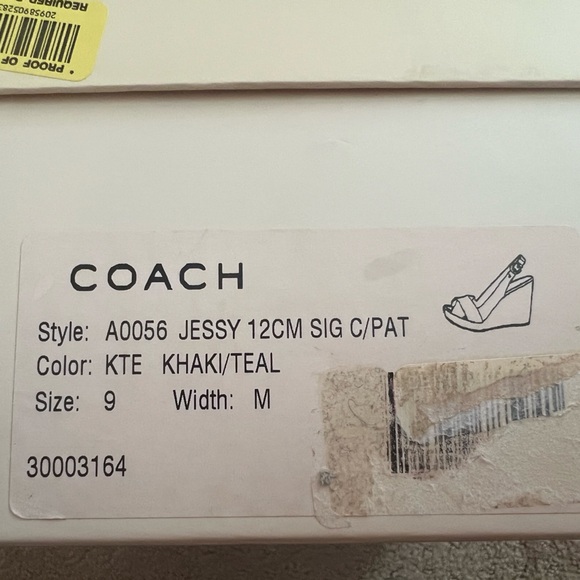 * PROOF OF
REQUIRED
COACH
Style: A0056 JESSY 12CM SIG C/PAT
Color: KTE KHAKI/TEAL
Size: 9 Width: M
30003164